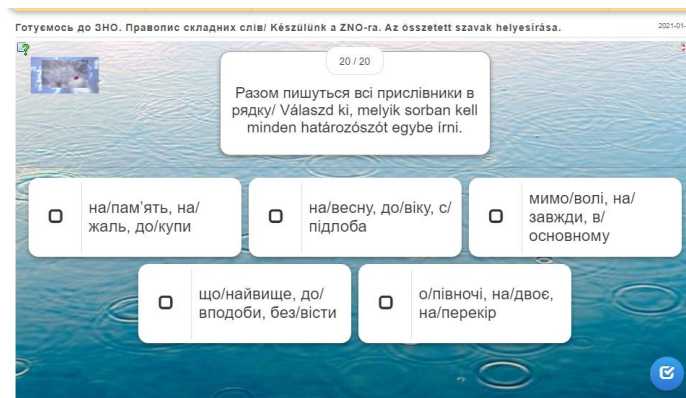 Готуємось до ЗНО. Правопис складних слів/ Készülünk a ZNO-ra. Az összetett szavak helyesírása.
2021-01-
20 / 20
Разом пишуться всі прислівники в
рядку/ Válaszd ki, melyik sorban kell
minden határozószót egybe írni.
на/пам'ять, на/
жаль, до/купи
на/весну, до/віку, с/
підлоба
мимо/волі, на/
завжди, в/
основному
що/найвище, до/
вподоби, без/вісти
о/півночі, на/двоє,
на/перекір